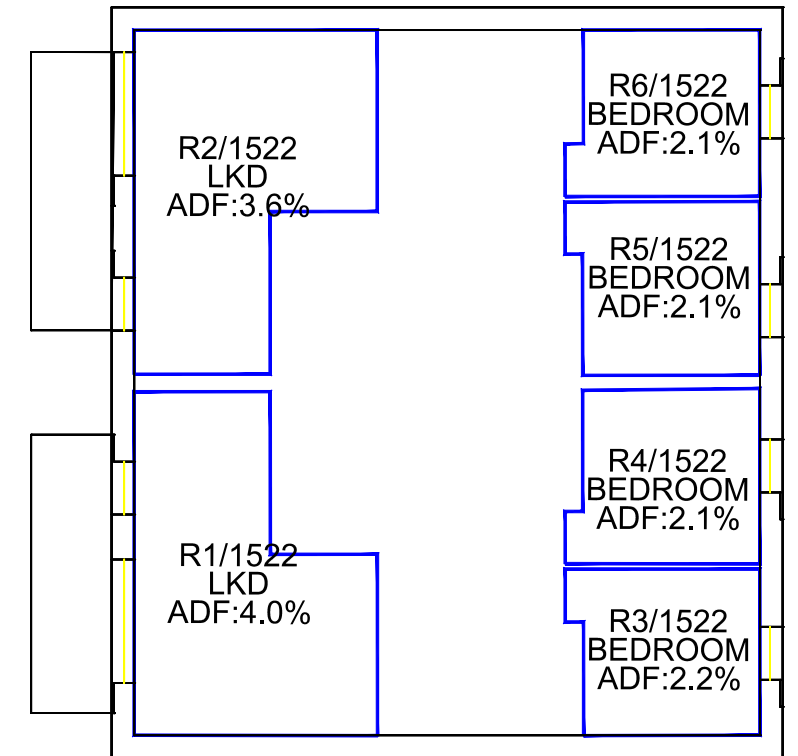 R2/1522
LKD
ADF:3.6%
R6/1522
BEDROOM
ADF:2.1%
R5/1522
BEDROOM
ADF:2.1%
R1/1522
LKD
ADF:4.0%
R4/1522
BEDROOM
ADF:2.1%
R3/1522
BEDROOM
ADF:2.2%